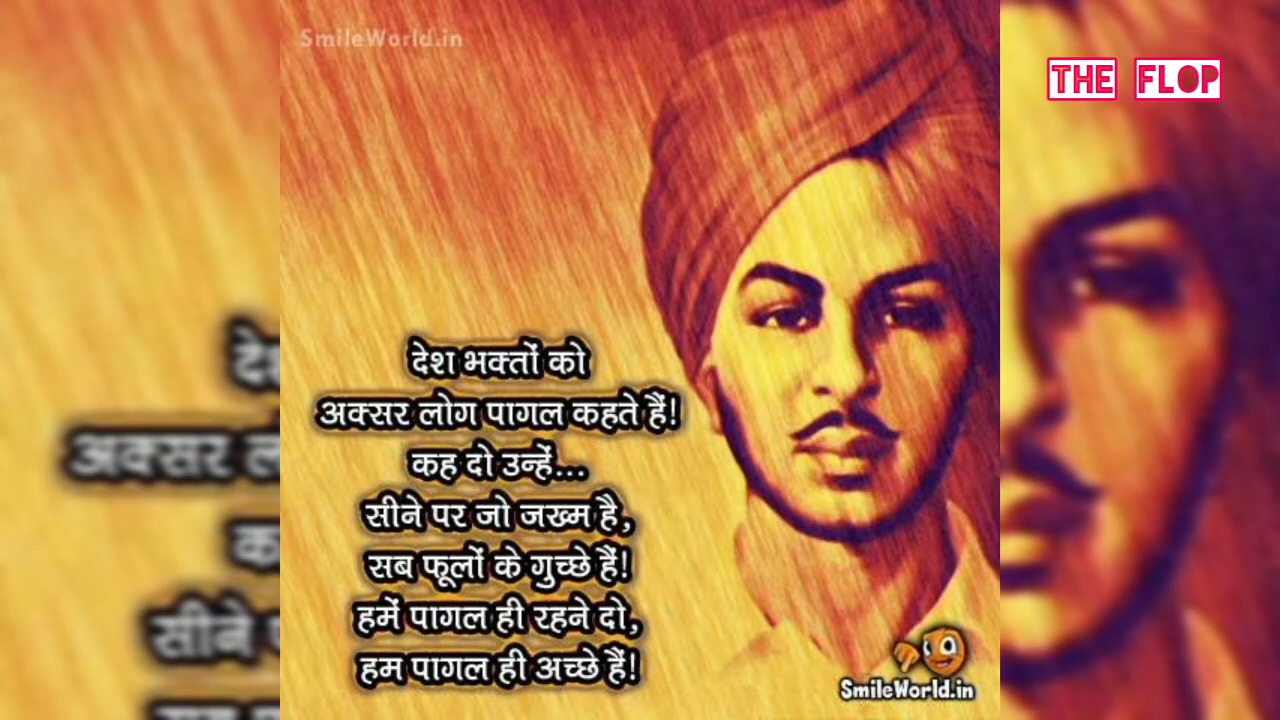 SmileWorld.in
THE FLOP
देश भक्तों को
अक्सर लोग पागल कहते हैं!
कह दो उन्हें...
सीने पर जो जख्म है,
सब फूलों के गुच्छे हैं!
हमें पागल ही रहने दो,
हम पागल ही अच्छे हैं!
SmileWorld.in